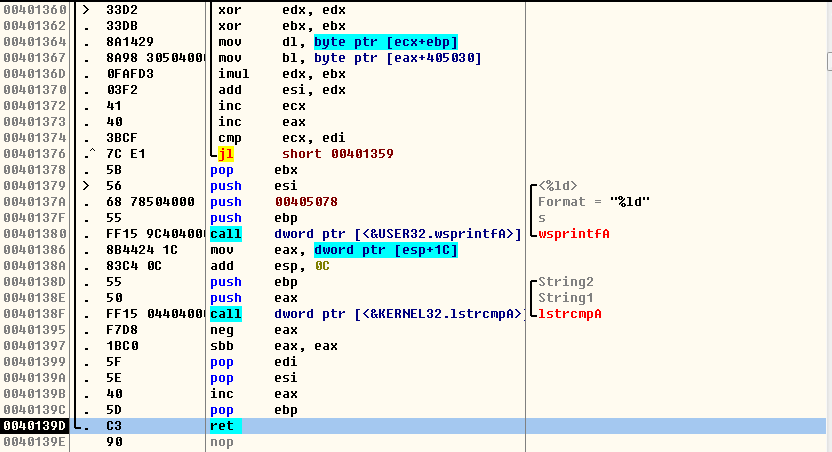 00401360 > 33D2 xor edx, edx
00401362 . 33DB xor ebx, ebx
00401364 . 8A1429 mov dl, byte ptr [ecx+ebp]
00401367 . 8A98 30504000 mov bl, byte ptr [eax+405030]
0040136D . 0FAFD3 imul edx, ebx
00401370 . 03F2 add esi, edx
00401372 . 41 inc ecx
00401373 . 40 inc eax
00401374 . 3BCF cmp ecx, edi
00401376 .^ 7C E1 jl short 00401359
00401378 . 5B pop ebx
00401379 > 56 push esi <%ld>
0040137A . 68 78504000 push 00405078 Format = "%ld"
0040137F . 55 push ebp s
00401380 . FF15 9C404000 call dword ptr [<&USER32.wsprintfA>] wsprintfA
00401386 . 8B4424 1C mov eax, dword ptr [esp+1C]
0040138A . 83C4 0C add esp, 0C
0040138D . 55 push ebp String2
0040138E . 50 push eax String1
0040138F . FF15 04404000 call dword ptr [<&KERNEL32.lstrcmpA>] lstrcmpA
00401395 . F7D8 neg eax
00401397 . 1BC0 sbb eax, eax
00401399 . 5F pop edi
0040139A . 5E pop esi
0040139B . 40 inc eax
0040139C . 5D pop ebp
0040139D . C3 ret
0040139E 90 nop